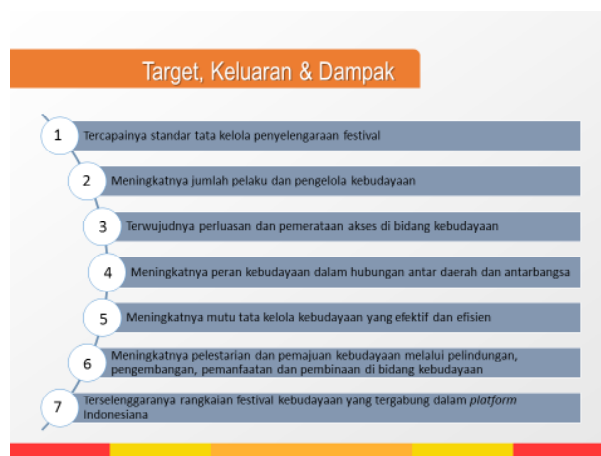 Target, Keluaran & Dampak
1 Tercapainya standar tata kelola penyelengaraan festival
2 Meningkatnya jumlah pelaku dan pengelola kebudayaan
3 Terwujudnya perluasan dan pemerataan akses di bidang kebudayaan
4 Meningkatnya peran kebudayaan dalam hubungan antar daerah dan antarbangsa
5 Meningkatnya mutu tata kelola kebudayaan yang efektif dan efisien
6 Meningkatnya pelestarian dan pemajuan kebudayaan melalui pelindungan,
pengembangan, pemanfaatan dan pembinaan di bidang kebudayaan
7 Terselenggaranya rangkaian festival kebudayaan yang tergabung dalam platform
Indonesiana